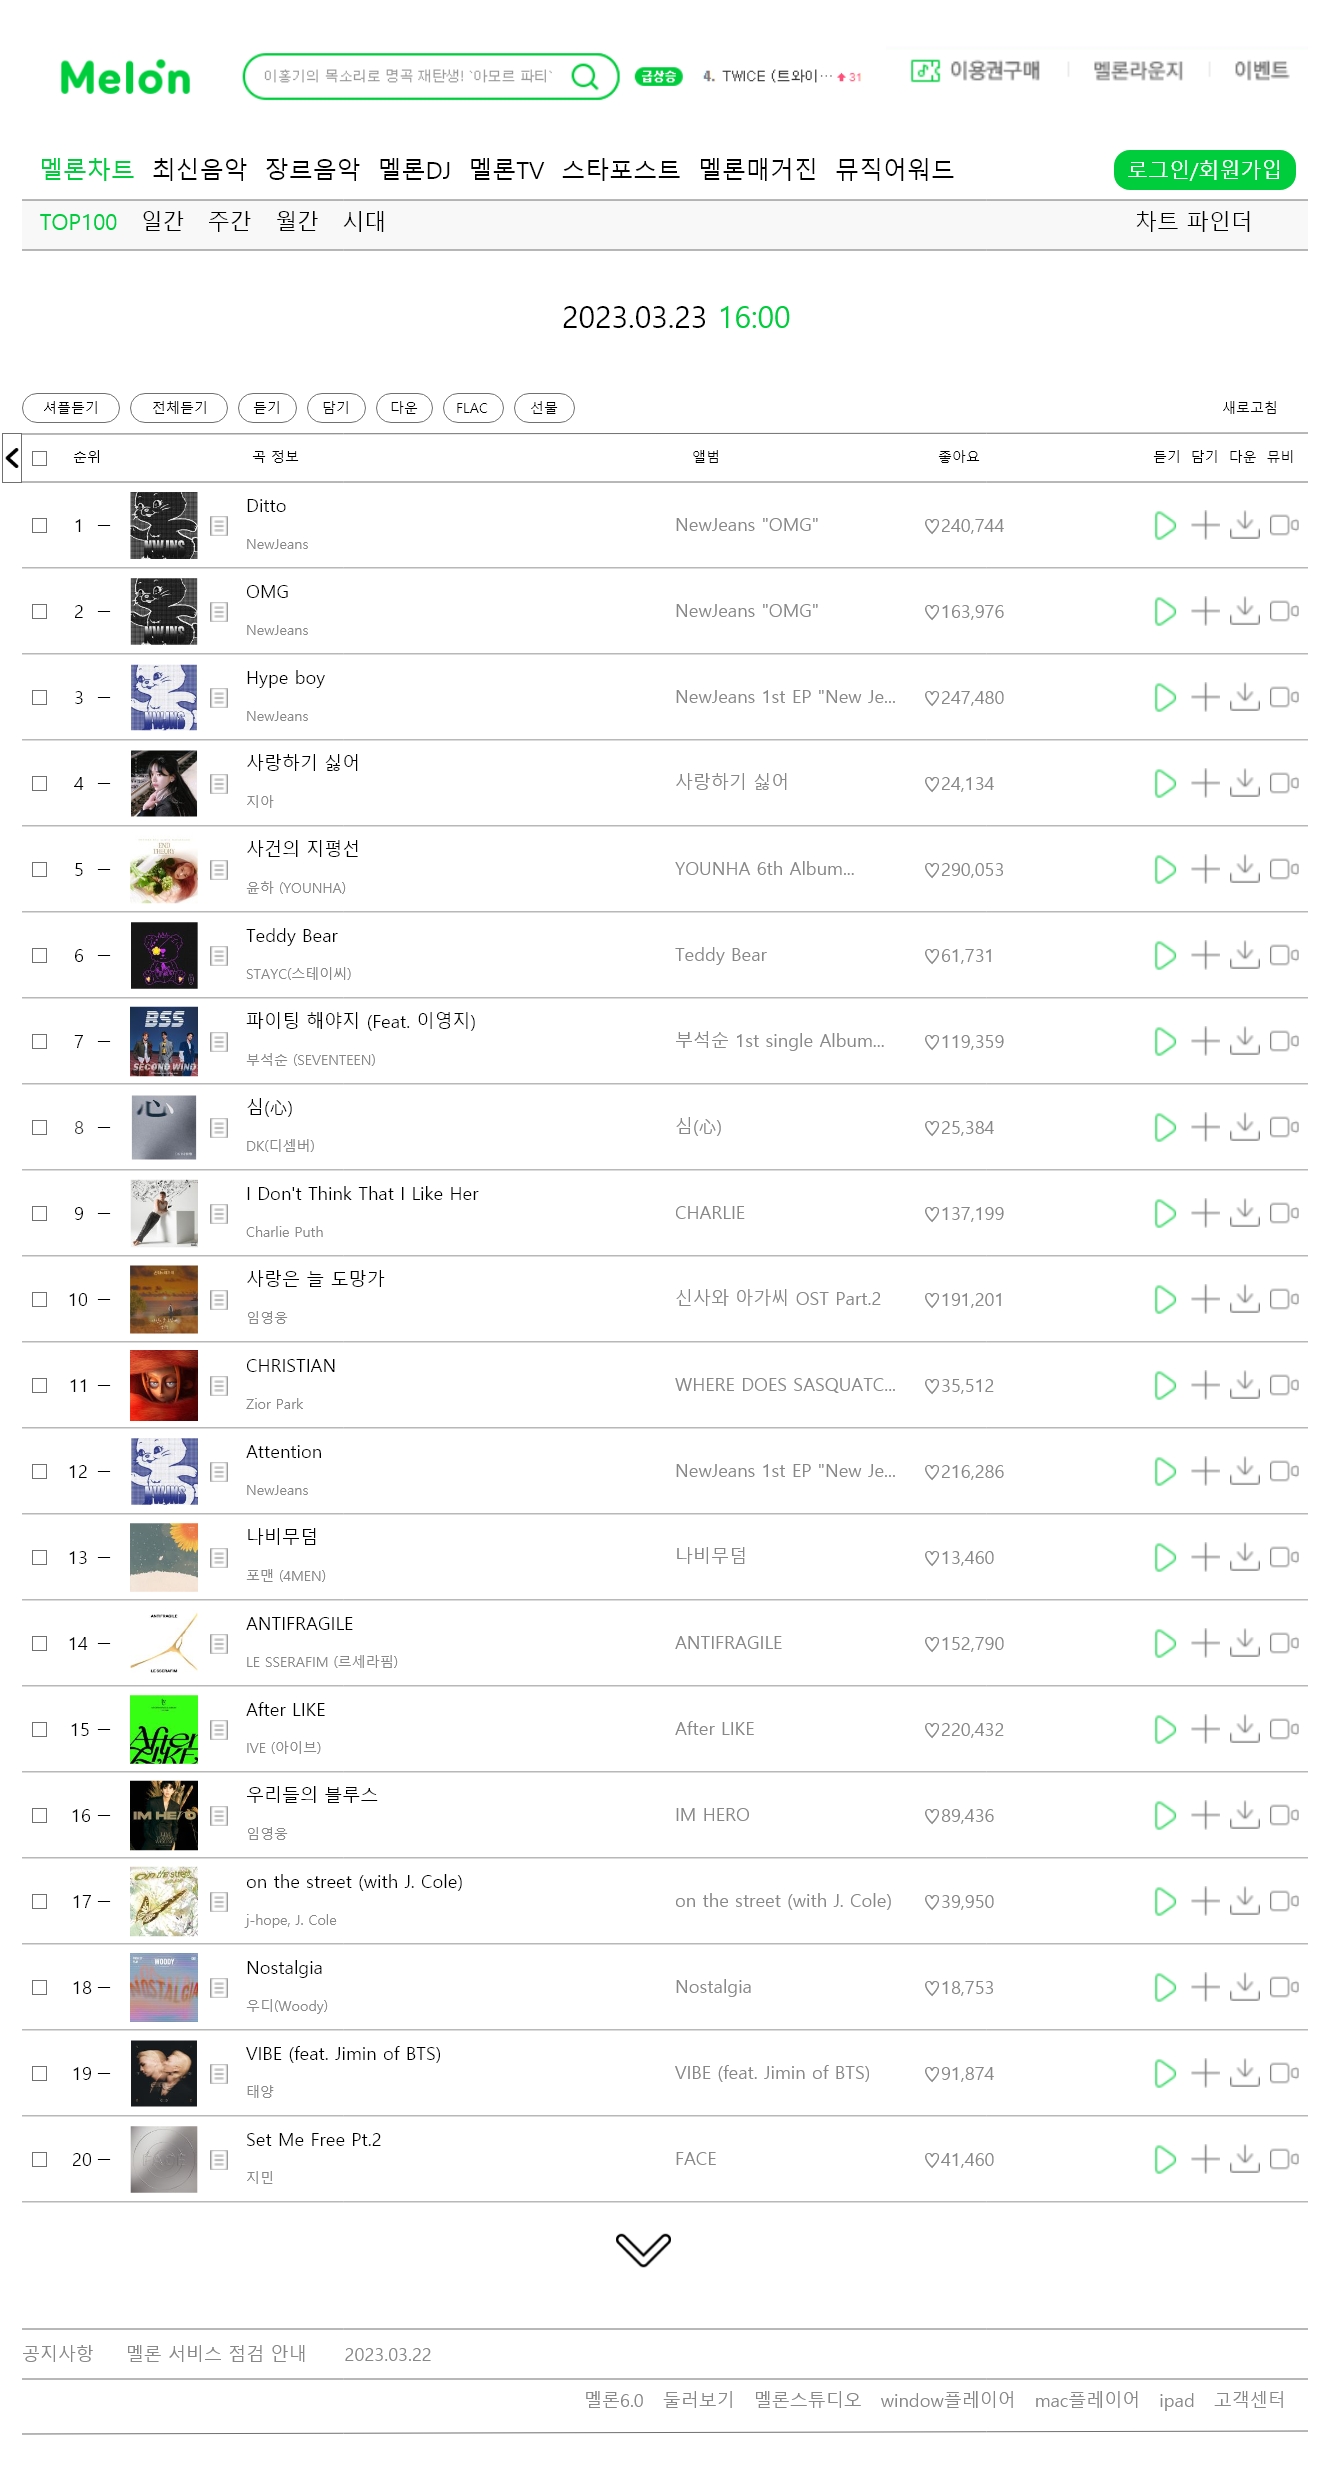 Melon
이홍기의 목소리로 명곡 재탄생! `아모르 파티`
급상승 4. TWICE (트와이… 31
이용권구매 멜론라운지 이벤트
멜론차트 최신음악 장르음악 멜론DJ 멜론TV 스타포스트 멜론매거진 뮤직어워드 로그인/회원가입
TOP100 일간 주간 월간 시대 차트 파인더
2023.03.23 16:00
셔플듣기 전체듣기 듣기 담기 다운 FLAC 선물 새로고침
순위 곡 정보 앨범 좋아요 듣기 담기 다운 뮤비
Ditto
1 NewJeans "OMG" 240,744
NewJeans
OMG
2 NewJeans "OMG" 163,976
NewJeans
Hype boy
3 NewJeans 1st EP "New Je... 247,480
NewJeans
사랑하기 싫어
4 사랑하기 싫어 24,134
지아
END THEORY
사건의 지평선
5 YOUNHA 6th Album... 290,053
윤하 (YOUNHA)
Teddy Bear
6 Teddy Bear 61,731
STAYC(스테이씨)
BSS
SECOND WIND
파이팅 해야지 (Feat. 이영지)
7 부석순 1st single Album... 119,359
부석순 (SEVENTEEN)
심(心)
8 심(心) 25,384
DK(디셈버)
I Don't Think That I Like Her
9 CHARLIE 137,199
Charlie Puth
사랑은 늘 도망가
10 신사와 아가씨 OST Part.2 191,201
임영웅
CHRISTIAN
11 WHERE DOES SASQUATC... 35,512
Zior Park
Attention
12 NewJeans 1st EP "New Je... 216,286
NewJeans
나비무덤
13 나비무덤 13,460
포맨 (4MEN)
ANTIFRAGILE
LE SSERAFIM
ANTIFRAGILE
14 ANTIFRAGILE 152,790
LE SSERAFIM (르세라핌)
After LIKE
After LIKE
15 After LIKE 220,432
IVE (아이브)
IM HERO
우리들의 블루스
16 IM HERO 89,436
임영웅
on the street
on the street (with J. Cole)
17 on the street (with J. Cole) 39,950
j-hope, J. Cole
WOODY
NOSTALGIA
Nostalgia
18 Nostalgia 18,753
우디(Woody)
VIBE (feat. Jimin of BTS)
19 VIBE (feat. Jimin of BTS) 91,874
태양
FACE
Set Me Free Pt.2
20 FACE 41,460
지민
공지사항 멜론 서비스 점검 안내 2023.03.22
멜론6.0 둘러보기 멜론스튜디오 window플레이어 mac플레이어 ipad 고객센터